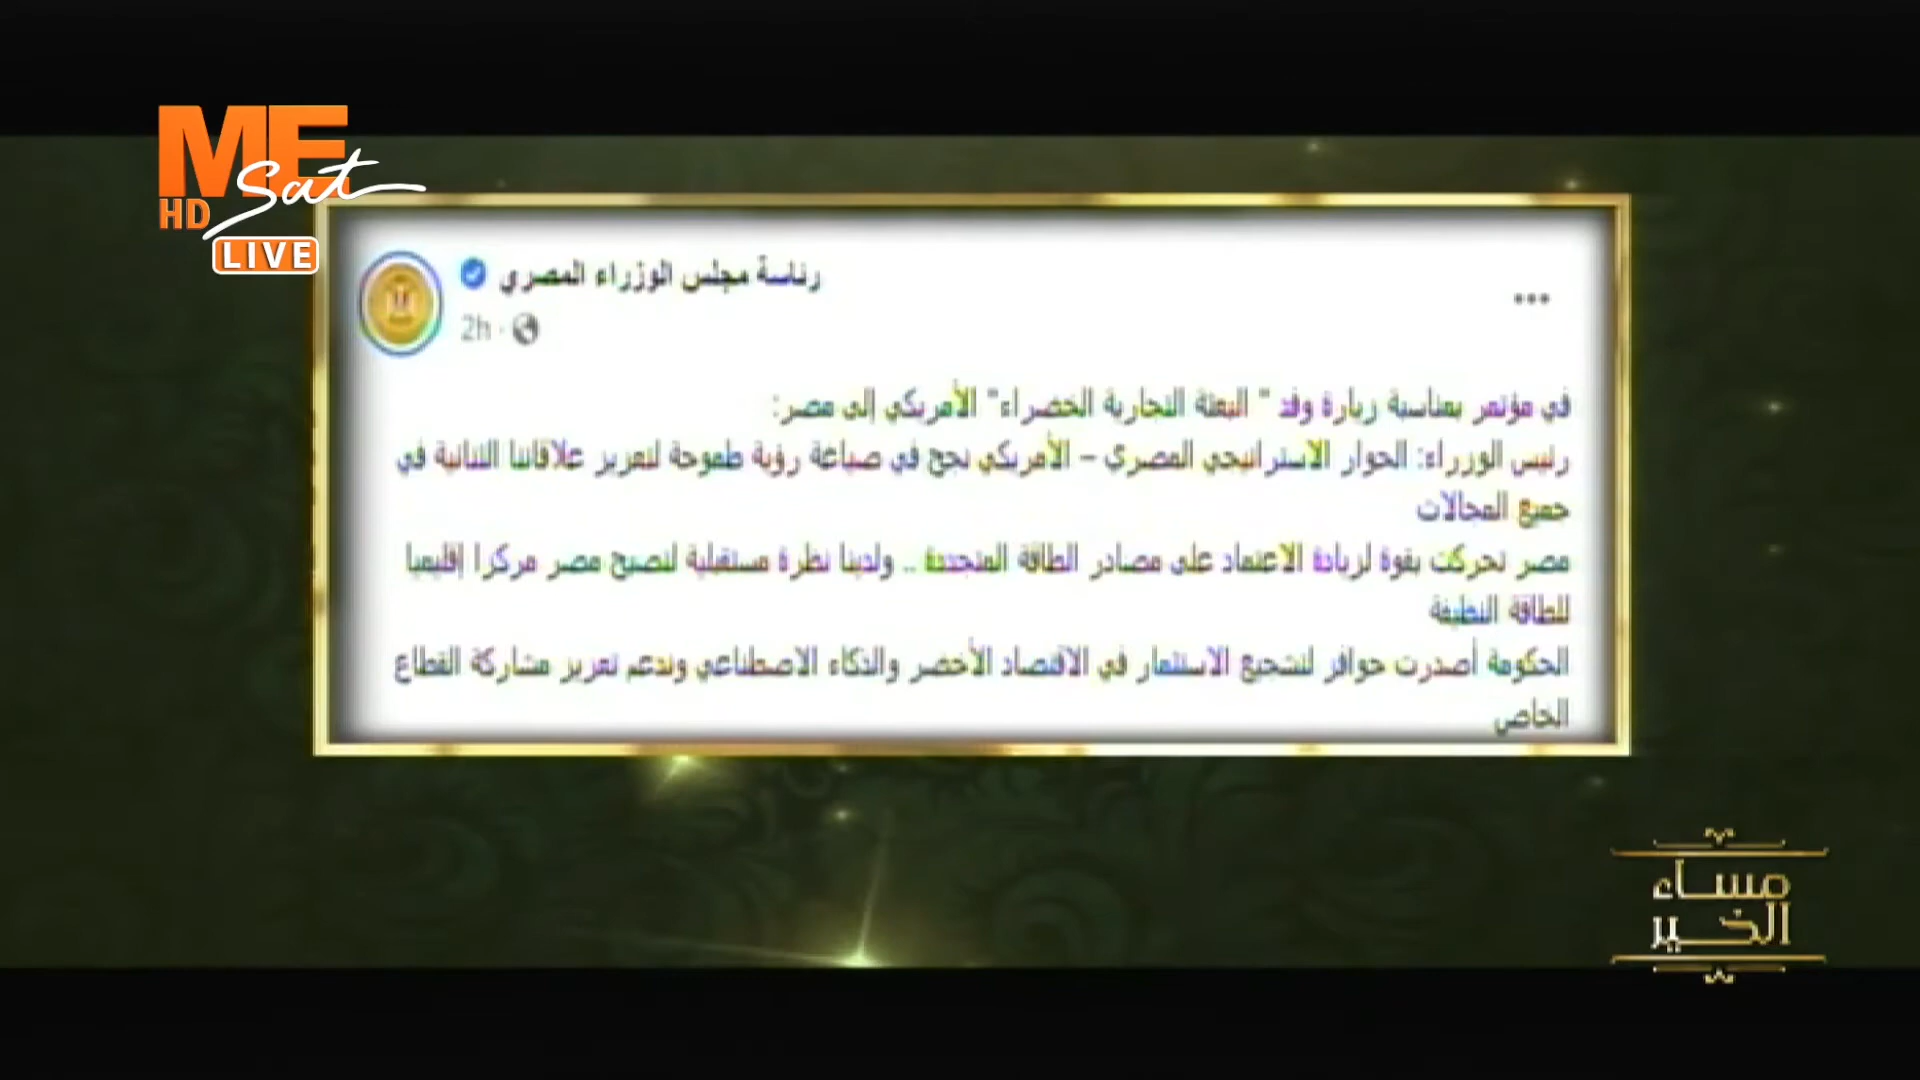 ME
Sat
HD
LIVE
رئاسة مجلس الوزراء المصري
2h ·
...
في مؤتمر بمناسبة زيارة وفد " البعثة التجارية الخضراء" الأمريكي إلى مصر:
رئيس الوزراء: الحوار الاستراتيجي المصري – الأمريكي نجح في صياغة رؤية طموحة لتعزيز علاقاتنا الثنائية في
جميع المجالات
مصر تحركت بقوة لزيادة الاعتماد على مصادر الطاقة المتجددة .. ولدينا نظرة مستقبلية لتصبح مصر مركزا إقليميا
للطاقة النظيفة
الحكومة أصدرت حوافز لتشجيع الاستثمار في الاقتصاد الأخضر والذكاء الاصطناعي وندعم تعزيز مشاركة القطاع
الخاص
مساء
الخير